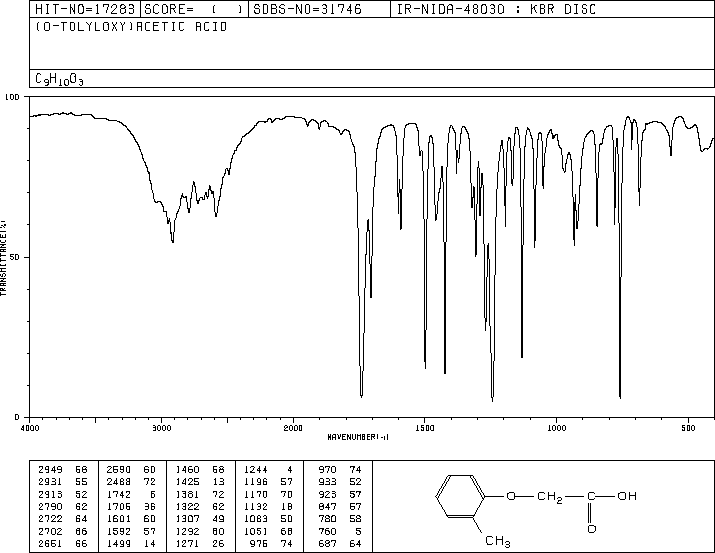 HIT-NO=17283 SCORE= ( ) SDBS-NO=31746 IR-NIDA-48030 : KBR DISC
(O-TOLYLOXY)ACETIC ACID
C9H10O3
100
TRANSMITTANCE(%)
50
0
4000 3000 2000 1500 1000 500
WAVENUMBER(-1)
2949 58 2590 60 1460 58 1244 4 970 74
2931 55 2488 72 1425 13 1196 57 933 52
2913 52 1742 6 1381 72 1170 70 923 57
2790 62 1706 36 1322 62 1132 18 847 57
2722 64 1601 60 1307 49 1083 50 780 58
2702 66 1592 57 1292 60 1051 68 760 5
2651 66 1499 14 1271 26 976 74 687 64
O CH2 C OH
O
CH3